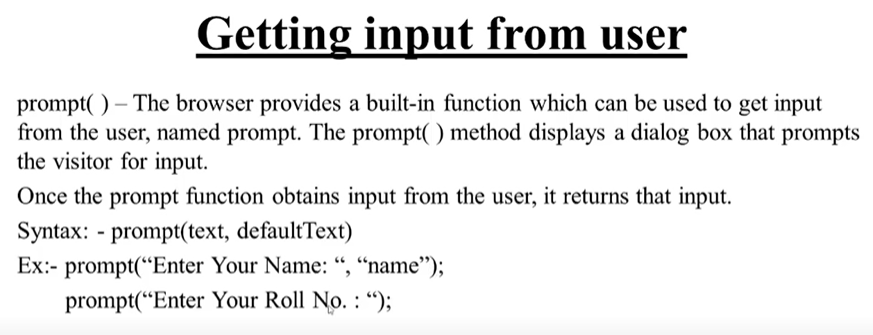 Getting input from user
prompt( ) – The browser provides a built-in function which can be used to get input
from the user, named prompt. The prompt( ) method displays a dialog box that prompts
the visitor for input.
Once the prompt function obtains input from the user, it returns that input.
Syntax: - prompt(text, defaultText)
Ex:- prompt(“Enter Your Name: “, “name”);
prompt(“Enter Your Roll No. : “);